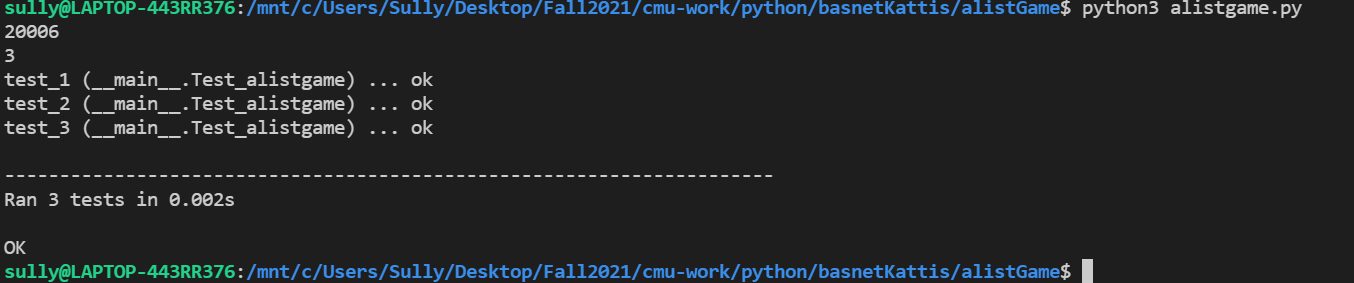 sully@LAPTOP-443RR376:/mnt/c/Users/Sully/Desktop/Fall2021/cmu-work/python/basnetKattis/alistGame$ python3 alistgame.py
20006
3
test_1 (__main__.Test_alistgame) ... ok
test_2 (__main__.Test_alistgame) ... ok
test_3 (__main__.Test_alistgame) ... ok
----------------------------------------------------------------------
Ran 3 tests in 0.002s
OK
sully@LAPTOP-443RR376:/mnt/c/Users/Sully/Desktop/Fall2021/cmu-work/python/basnetKattis/alistGame$